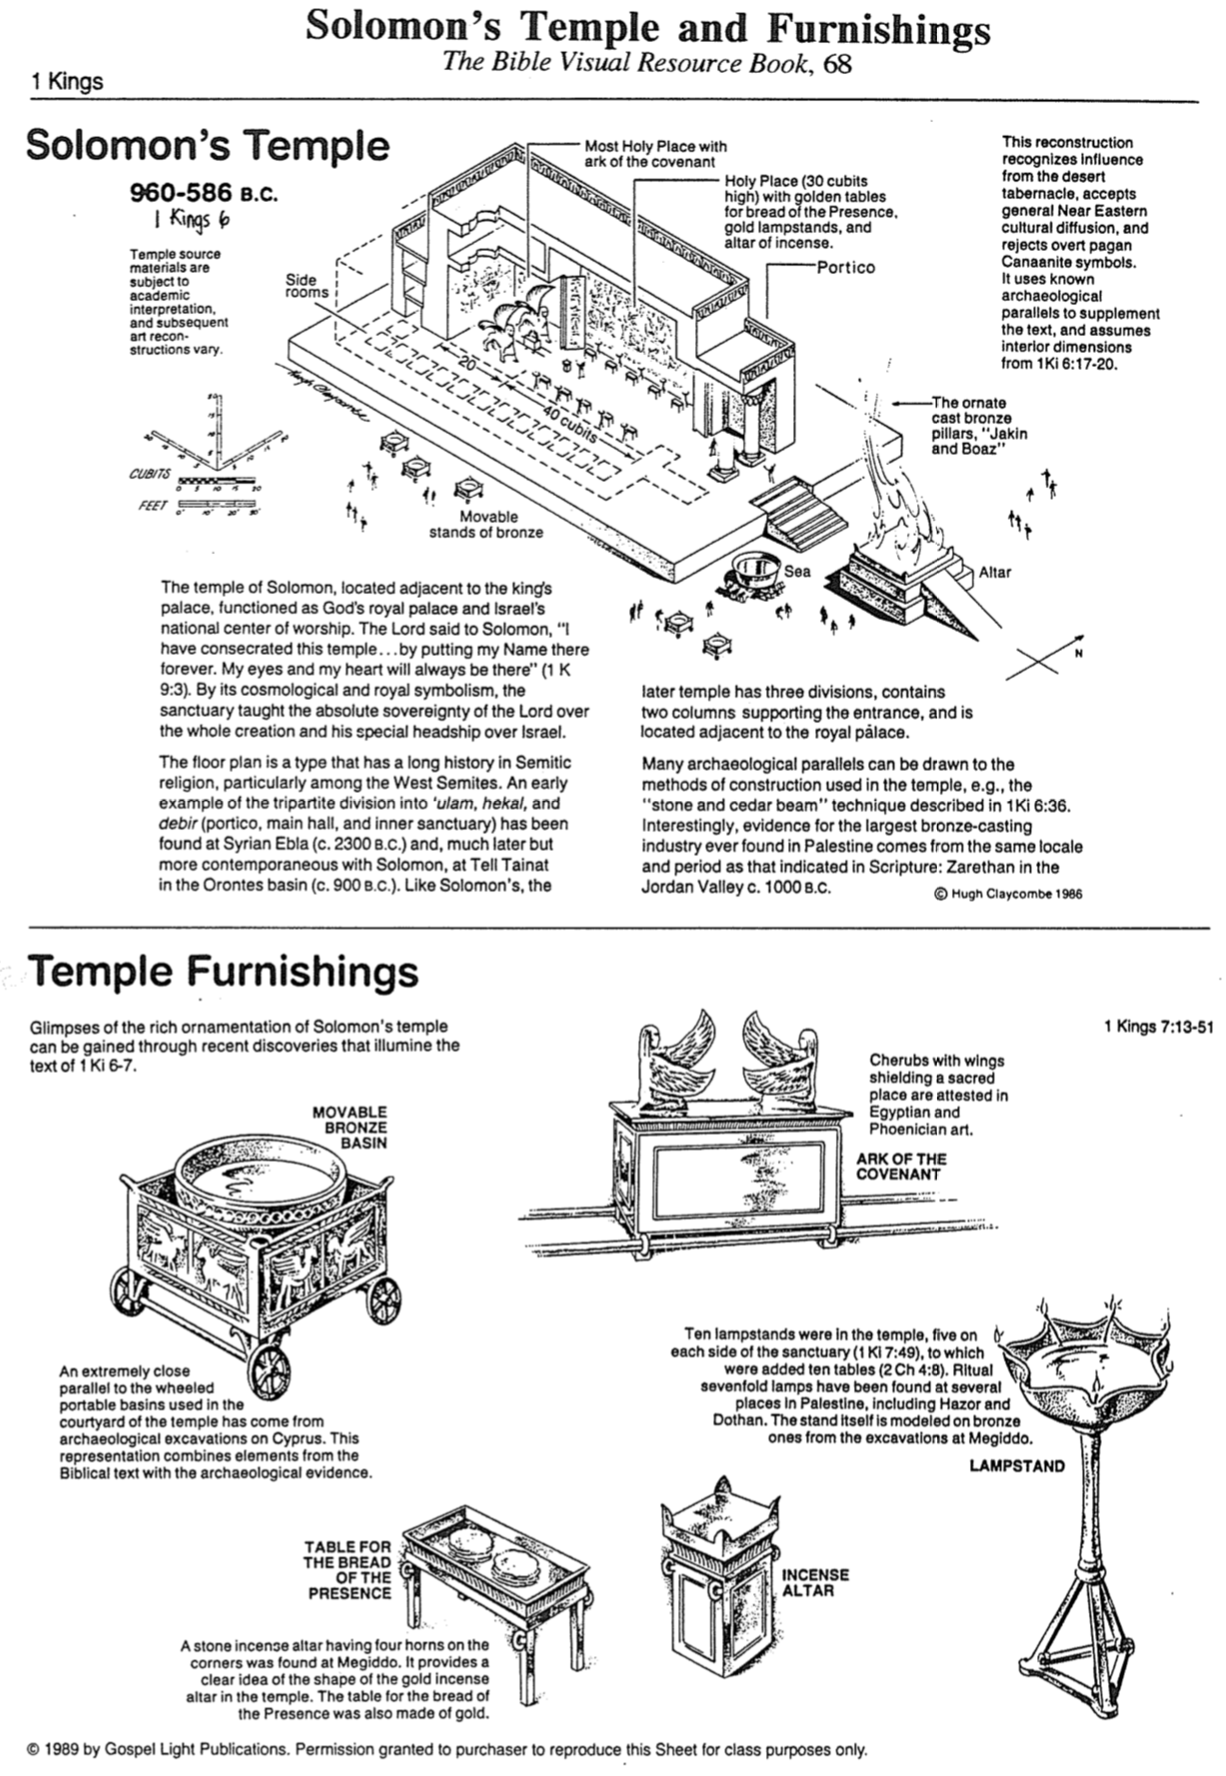 Solomon's Temple and Furnishings
The Bible Visual Resource Book, 68
1 Kings
Solomon's Temple
960-586 B.C.
1 Kings 6
Temple source
materials are
subject to
academic
interpretation,
and subsequent
art recon-
structions vary.
Side
rooms
Most Holy Place with
ark of the covenant
Holy Place (30 cubits
high) with golden tables
for bread of the Presence,
gold lampstands, and
altar of incense.
Portico
This reconstruction
recognizes influence
from the desert
tabernacle, accepts
general Near Eastern
cultural diffusion, and
rejects overt pagan
Canaanite symbols.
It uses known
archaeological
parallels to supplement
the text, and assumes
interior dimensions
from 1Ki 6:17-20.
The ornate
cast bronze
pillars, "Jakin
and Boaz"
20
40 cubits
Hugh Claycombe
CUBITS
0 5 10 15 20
FEET
0' 10' 20' 30'
Movable
stands of bronze
Sea
Altar
N
The temple of Solomon, located adjacent to the king's
palace, functioned as God's royal palace and Israel's
national center of worship. The Lord said to Solomon, "I
have consecrated this temple...by putting my Name there
forever. My eyes and my heart will always be there" (1 K
9:3). By its cosmological and royal symbolism, the
sanctuary taught the absolute sovereignty of the Lord over
the whole creation and his special headship over Israel.
The floor plan is a type that has a long history in Semitic
religion, particularly among the West Semites. An early
example of the tripartite division into 'ulam, hekal, and
debir (portico, main hall, and inner sanctuary) has been
found at Syrian Ebla (c. 2300 B.C.) and, much later but
more contemporaneous with Solomon, at Tell Tainat
in the Orontes basin (c. 900 B.C.). Like Solomon's, the
later temple has three divisions, contains
two columns supporting the entrance, and is
located adjacent to the royal palace.
Many archaeological parallels can be drawn to the
methods of construction used in the temple, e.g., the
"stone and cedar beam" technique described in 1Ki 6:36.
Interestingly, evidence for the largest bronze-casting
industry ever found in Palestine comes from the same locale
and period as that indicated in Scripture: Zarethan in the
Jordan Valley c. 1000 B.C.
© Hugh Claycombe 1986
Temple Furnishings
Glimpses of the rich ornamentation of Solomon's temple
can be gained through recent discoveries that illumine the
text of 1 Ki 6-7.
1 Kings 7:13-51
MOVABLE
BRONZE
BASIN
Cherubs with wings
shielding a sacred
place are attested in
Egyptian and
Phoenician art.
ARK OF THE
COVENANT
An extremely close
parallel to the wheeled
portable basins used in the
courtyard of the temple has come from
archaeological excavations on Cyprus. This
representation combines elements from the
Biblical text with the archaeological evidence.
Ten lampstands were in the temple, five on
each side of the sanctuary (1 Ki 7:49), to which
were added ten tables (2 Ch 4:8). Ritual
sevenfold lamps have been found at several
places in Palestine, including Hazor and
Dothan. The stand itself is modeled on bronze
ones from the excavations at Megiddo.
LAMPSTAND
TABLE FOR
THE BREAD
OF THE
PRESENCE
INCENSE
ALTAR
A stone incense altar having four horns on the
corners was found at Megiddo. It provides a
clear idea of the shape of the gold incense
altar in the temple. The table for the bread of
the Presence was also made of gold.
© 1989 by Gospel Light Publications. Permission granted to purchaser to reproduce this Sheet for class purposes only.